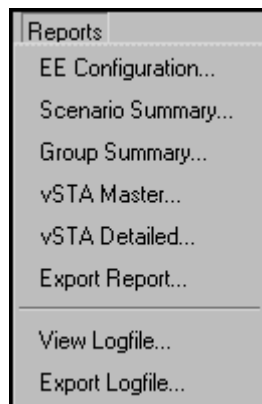 Reports
EE Configuration...
Scenario Summary...
Group Summary...
vSTA Master...
vSTA Detailed...
Export Report...
View Logfile...
Export Logfile...